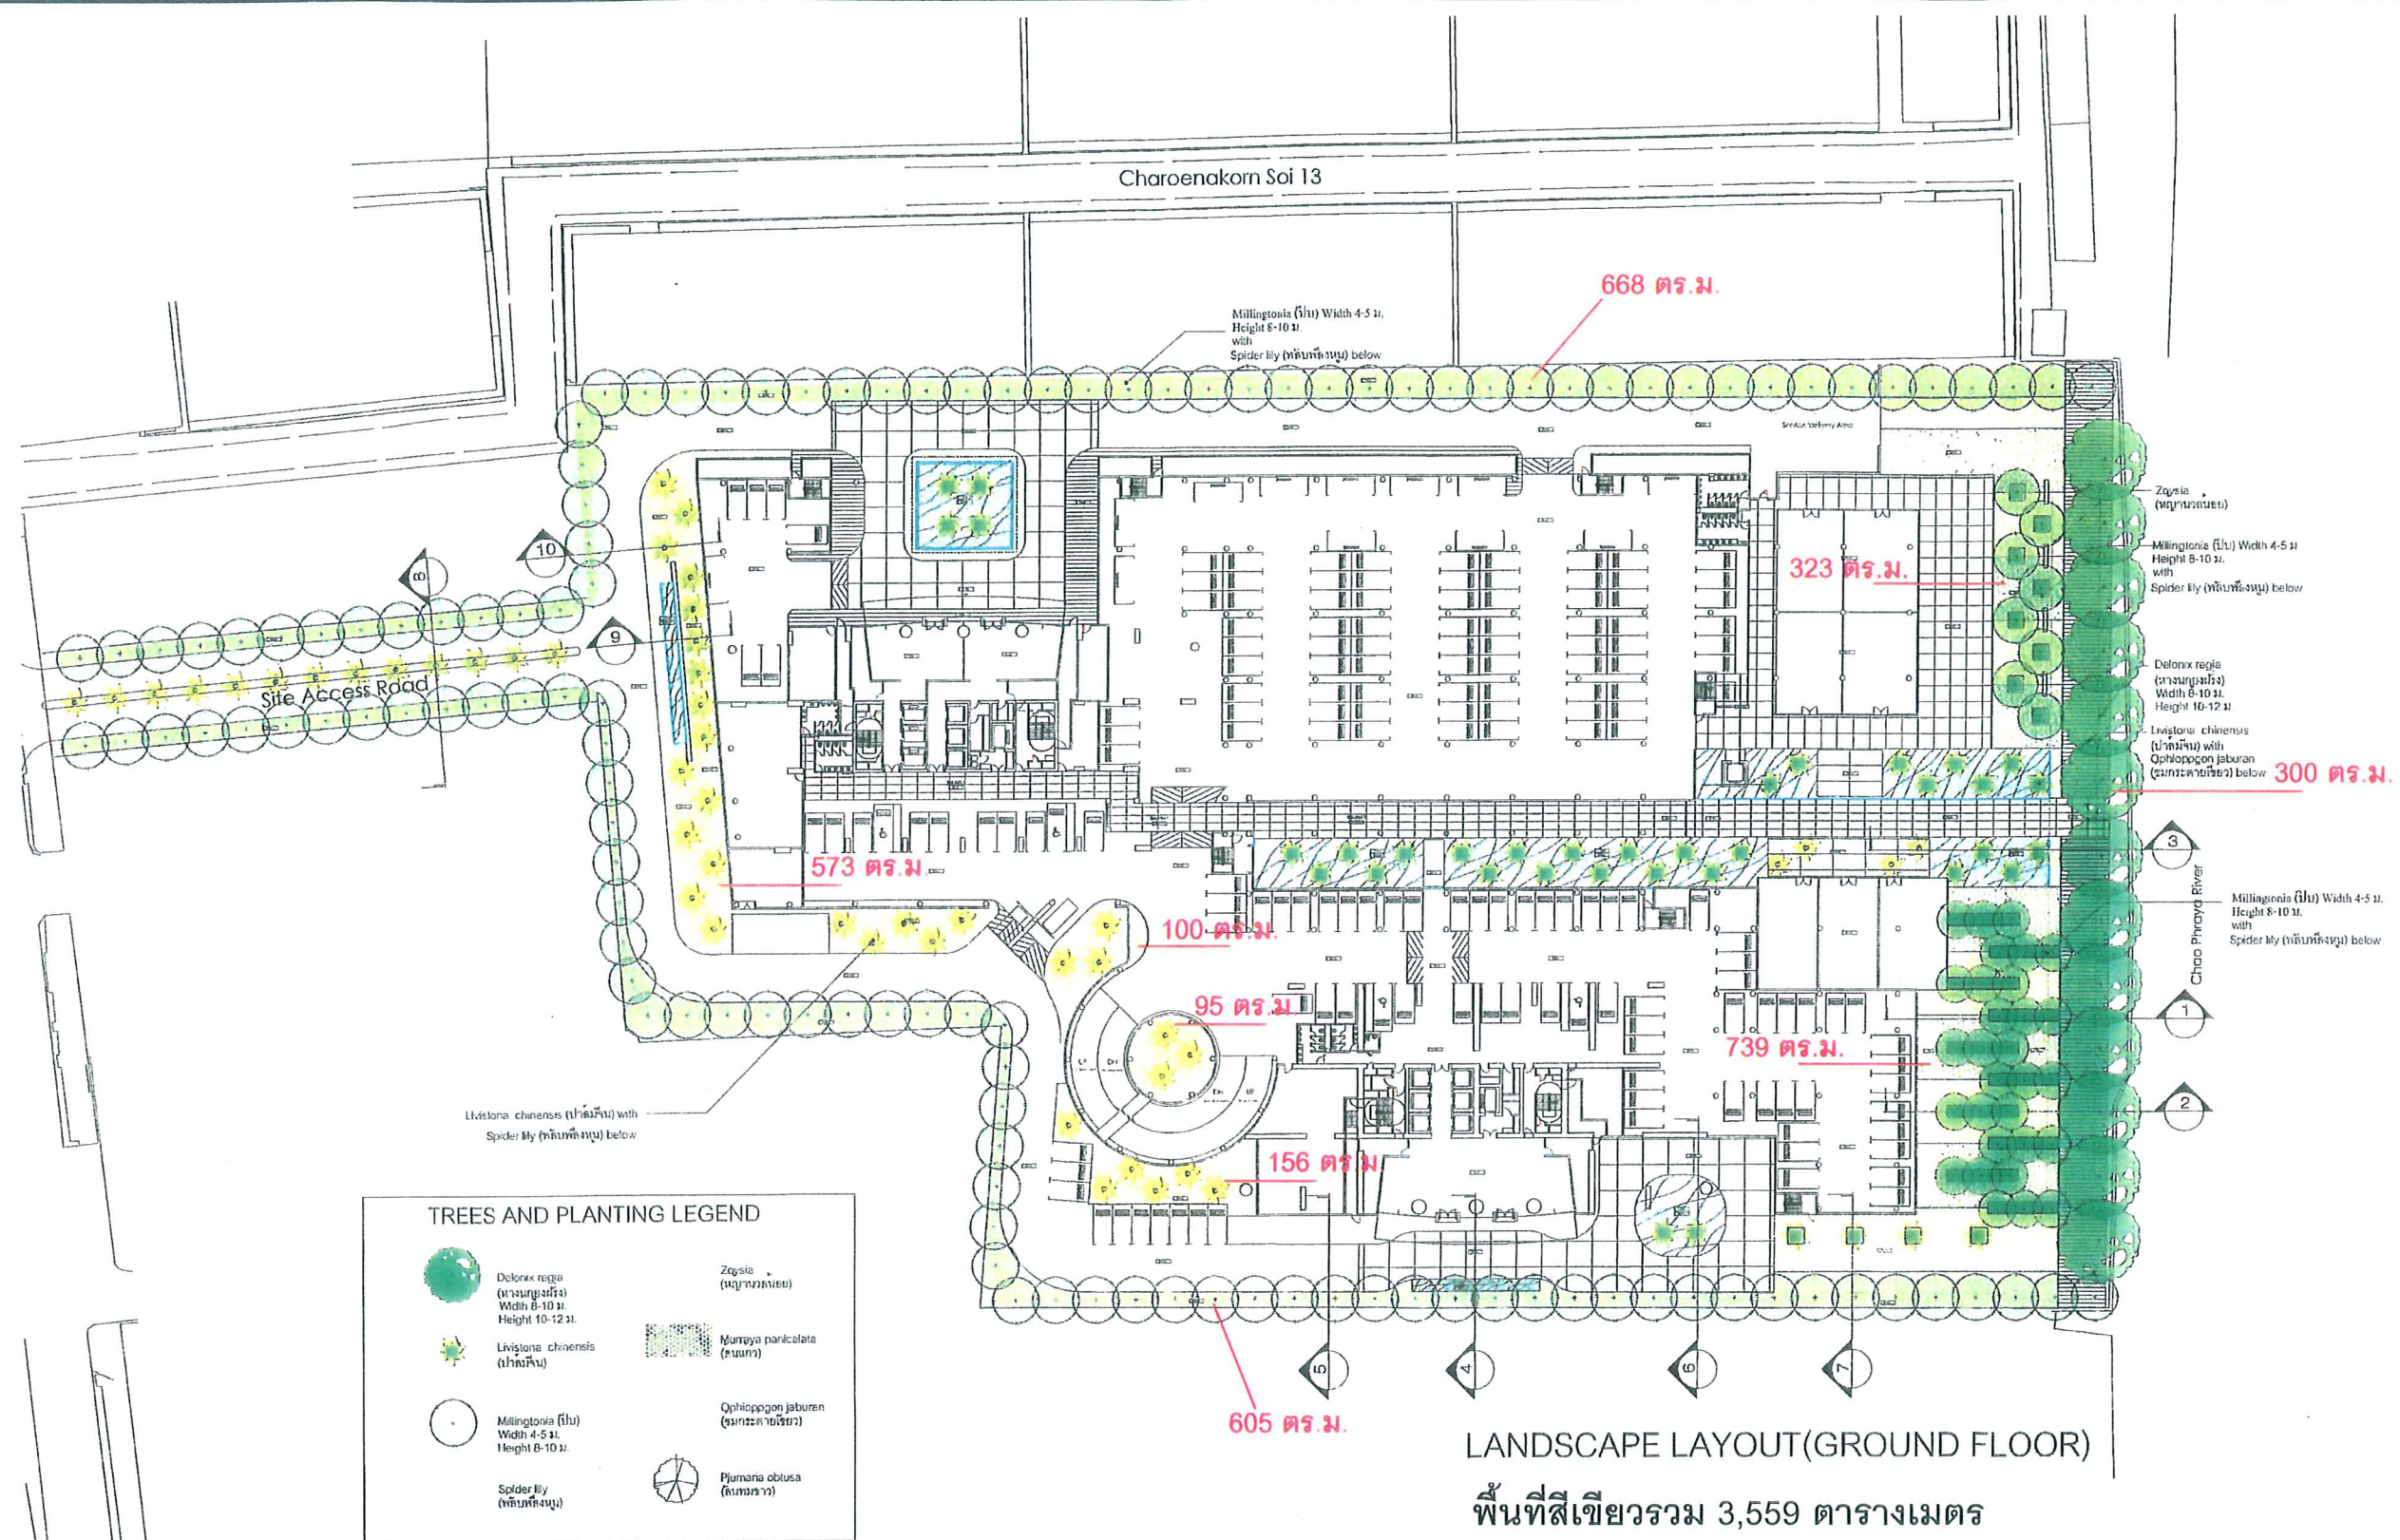 Charoenakorn Soi 13
668 ตร.ม.
Millingtonia (ปีบ) Width 4-5 ม.
Height 8-10 ม.
with
Spider lily (พลับพลึงหนู) below
Service Delivery Area
Zoysia
(หญ้านวลน้อย)
Millingtonia (ปีบ) Width 4-5 ม
Height 8-10 ม.
with
Spider lily (พลับพลึงหนู) below
323 ตร.ม.
Delonix regia
(หางนกยูงฝรั่ง)
Width 8-10 ม.
Height 10-12 ม
Livistona chinensis
(ปาล์มจีน) with
Ophioppgon jaburan
(ซุ้มกระต่ายเขียว) below
300 ตร.ม.
10
8
9
Site Access Road
3
Chao Phraya River
Millingtonia (ปีบ) Width 4-5 ม.
Height 8-10 ม.
with
Spider lily (พลับพลึงหนู) below
573 ตร.ม.
100 ตร.ม.
95 ตร.ม.
UP
DN
DN
UP
739 ตร.ม.
1
2
Livistona chinensis (ปาล์มจีน) with
Spider lily (พลับพลึงหนู) below
156 ตร.ม.
5
4
6
7
605 ตร.ม.
TREES AND PLANTING LEGEND
Delonix regia
(หางนกยูงฝรั่ง)
Width 8-10 ม.
Height 10-12 ม.
Livistona chinensis
(ปาล์มจีน)
Millingtonia (ปีบ)
Width 4-5 ม.
Height 8-10 ม.
Spider lily
(พลับพลึงหนู)
Zoysia
(หญ้านวลน้อย)
Murraya paniculata
(ต้นแก้ว)
Ophioppgon jaburan
(ซุ้มกระต่ายเขียว)
Plumaria obtusa
(ลั่นทมขาว)
LANDSCAPE LAYOUT(GROUND FLOOR)
พื้นที่สีเขียวรวม 3,559 ตารางเมตร